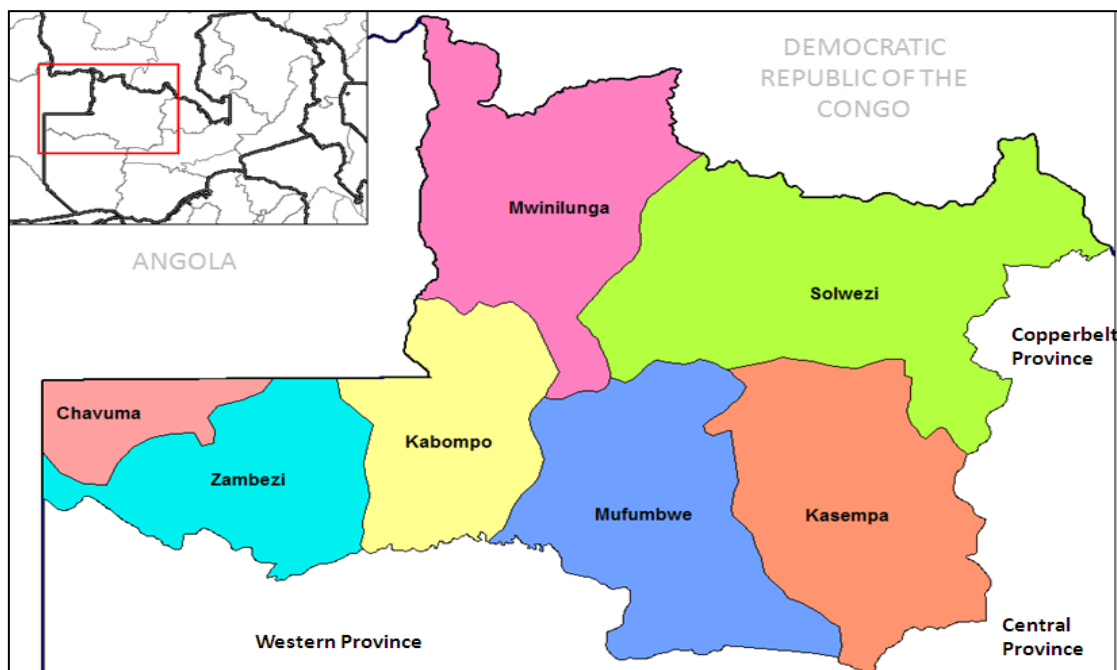 DEMOCRATIC
REPUBLIC OF THE
CONGO
Mwinilunga
ANGOLA
Solwezi
Copperbelt
Province
Chavuma
Kabompo
Zambezi
Mufumbwe
Kasempa
Western Province
Central
Province